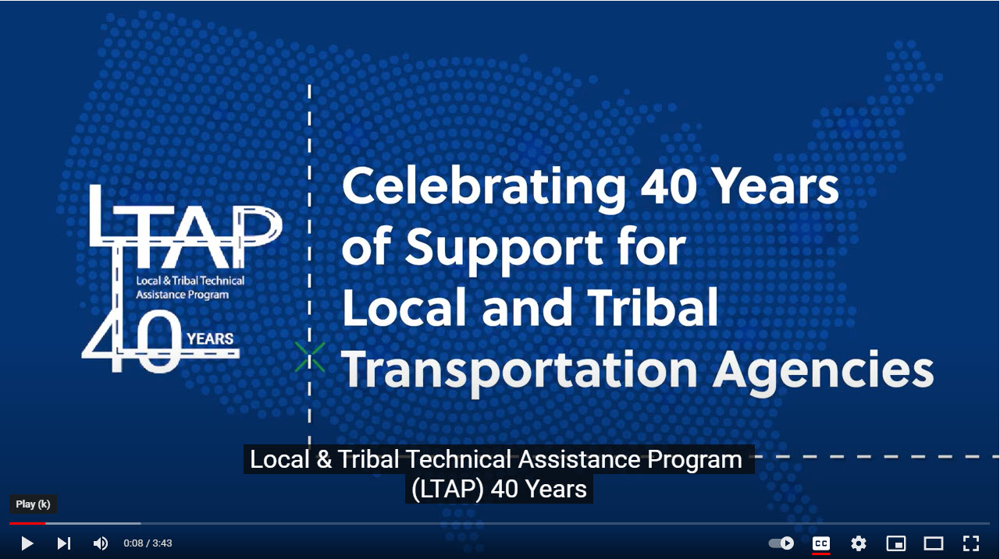 LTAP
Local & Tribal Technical
Assistance Program
40 YEARS
Celebrating 40 Years
of Support for
Local and Tribal
Transportation Agencies
Local & Tribal Technical Assistance Program
(LTAP) 40 Years
Play (k)
0:08 / 3:43
CC